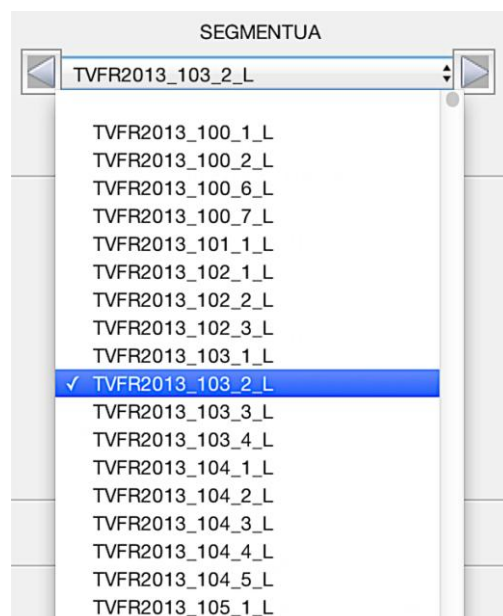 SEGMENTUA
TVFR2013_103_2_L
TVFR2013_100_1_L
TVFR2013_100_2_L
TVFR2013_100_6_L
TVFR2013_100_7_L
TVFR2013_101_1_L
TVFR2013_102_1_L
TVFR2013_102_2_L
TVFR2013_102_3_L
TVFR2013_103_1_L
✓ TVFR2013_103_2_L
TVFR2013_103_3_L
TVFR2013_103_4_L
TVFR2013_104_1_L
TVFR2013_104_2_L
TVFR2013_104_3_L
TVFR2013_104_4_L
TVFR2013_104_5_L
TVFR2013_105_1_L